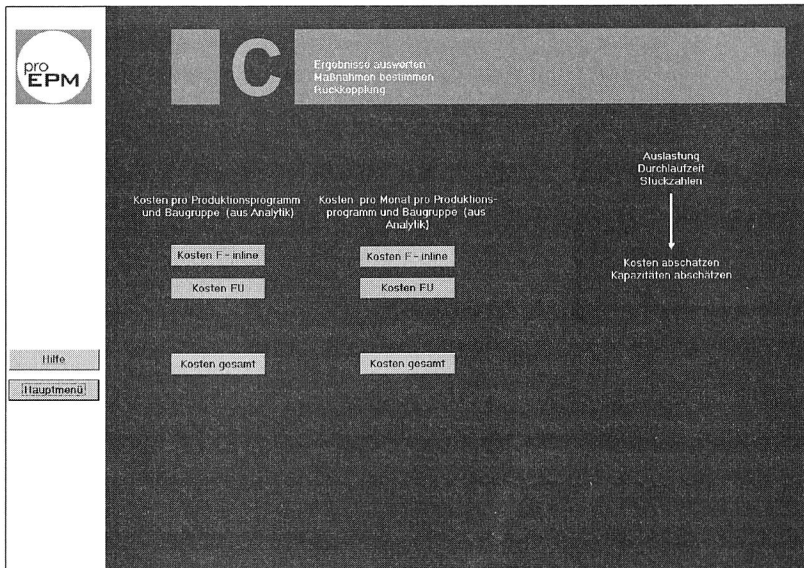 pro
EPM
C
Ergebnisse auswerten
Maßnahmen bestimmen
Rückkopplung
Auslastung
Durchlaufzeit
Stückzahlen
Kosten pro Produktionsprogramm
und Baugruppe (aus Analytik)
Kosten pro Monat pro Produktions-
programm und Baugruppe (aus
Analytik)
Kosten F - inline
Kosten F - inline
Kosten abschätzen
Kapazitäten abschätzen
Kosten FU
Kosten FU
Kosten gesamt
Kosten gesamt
Hilfe
Hauptmenü